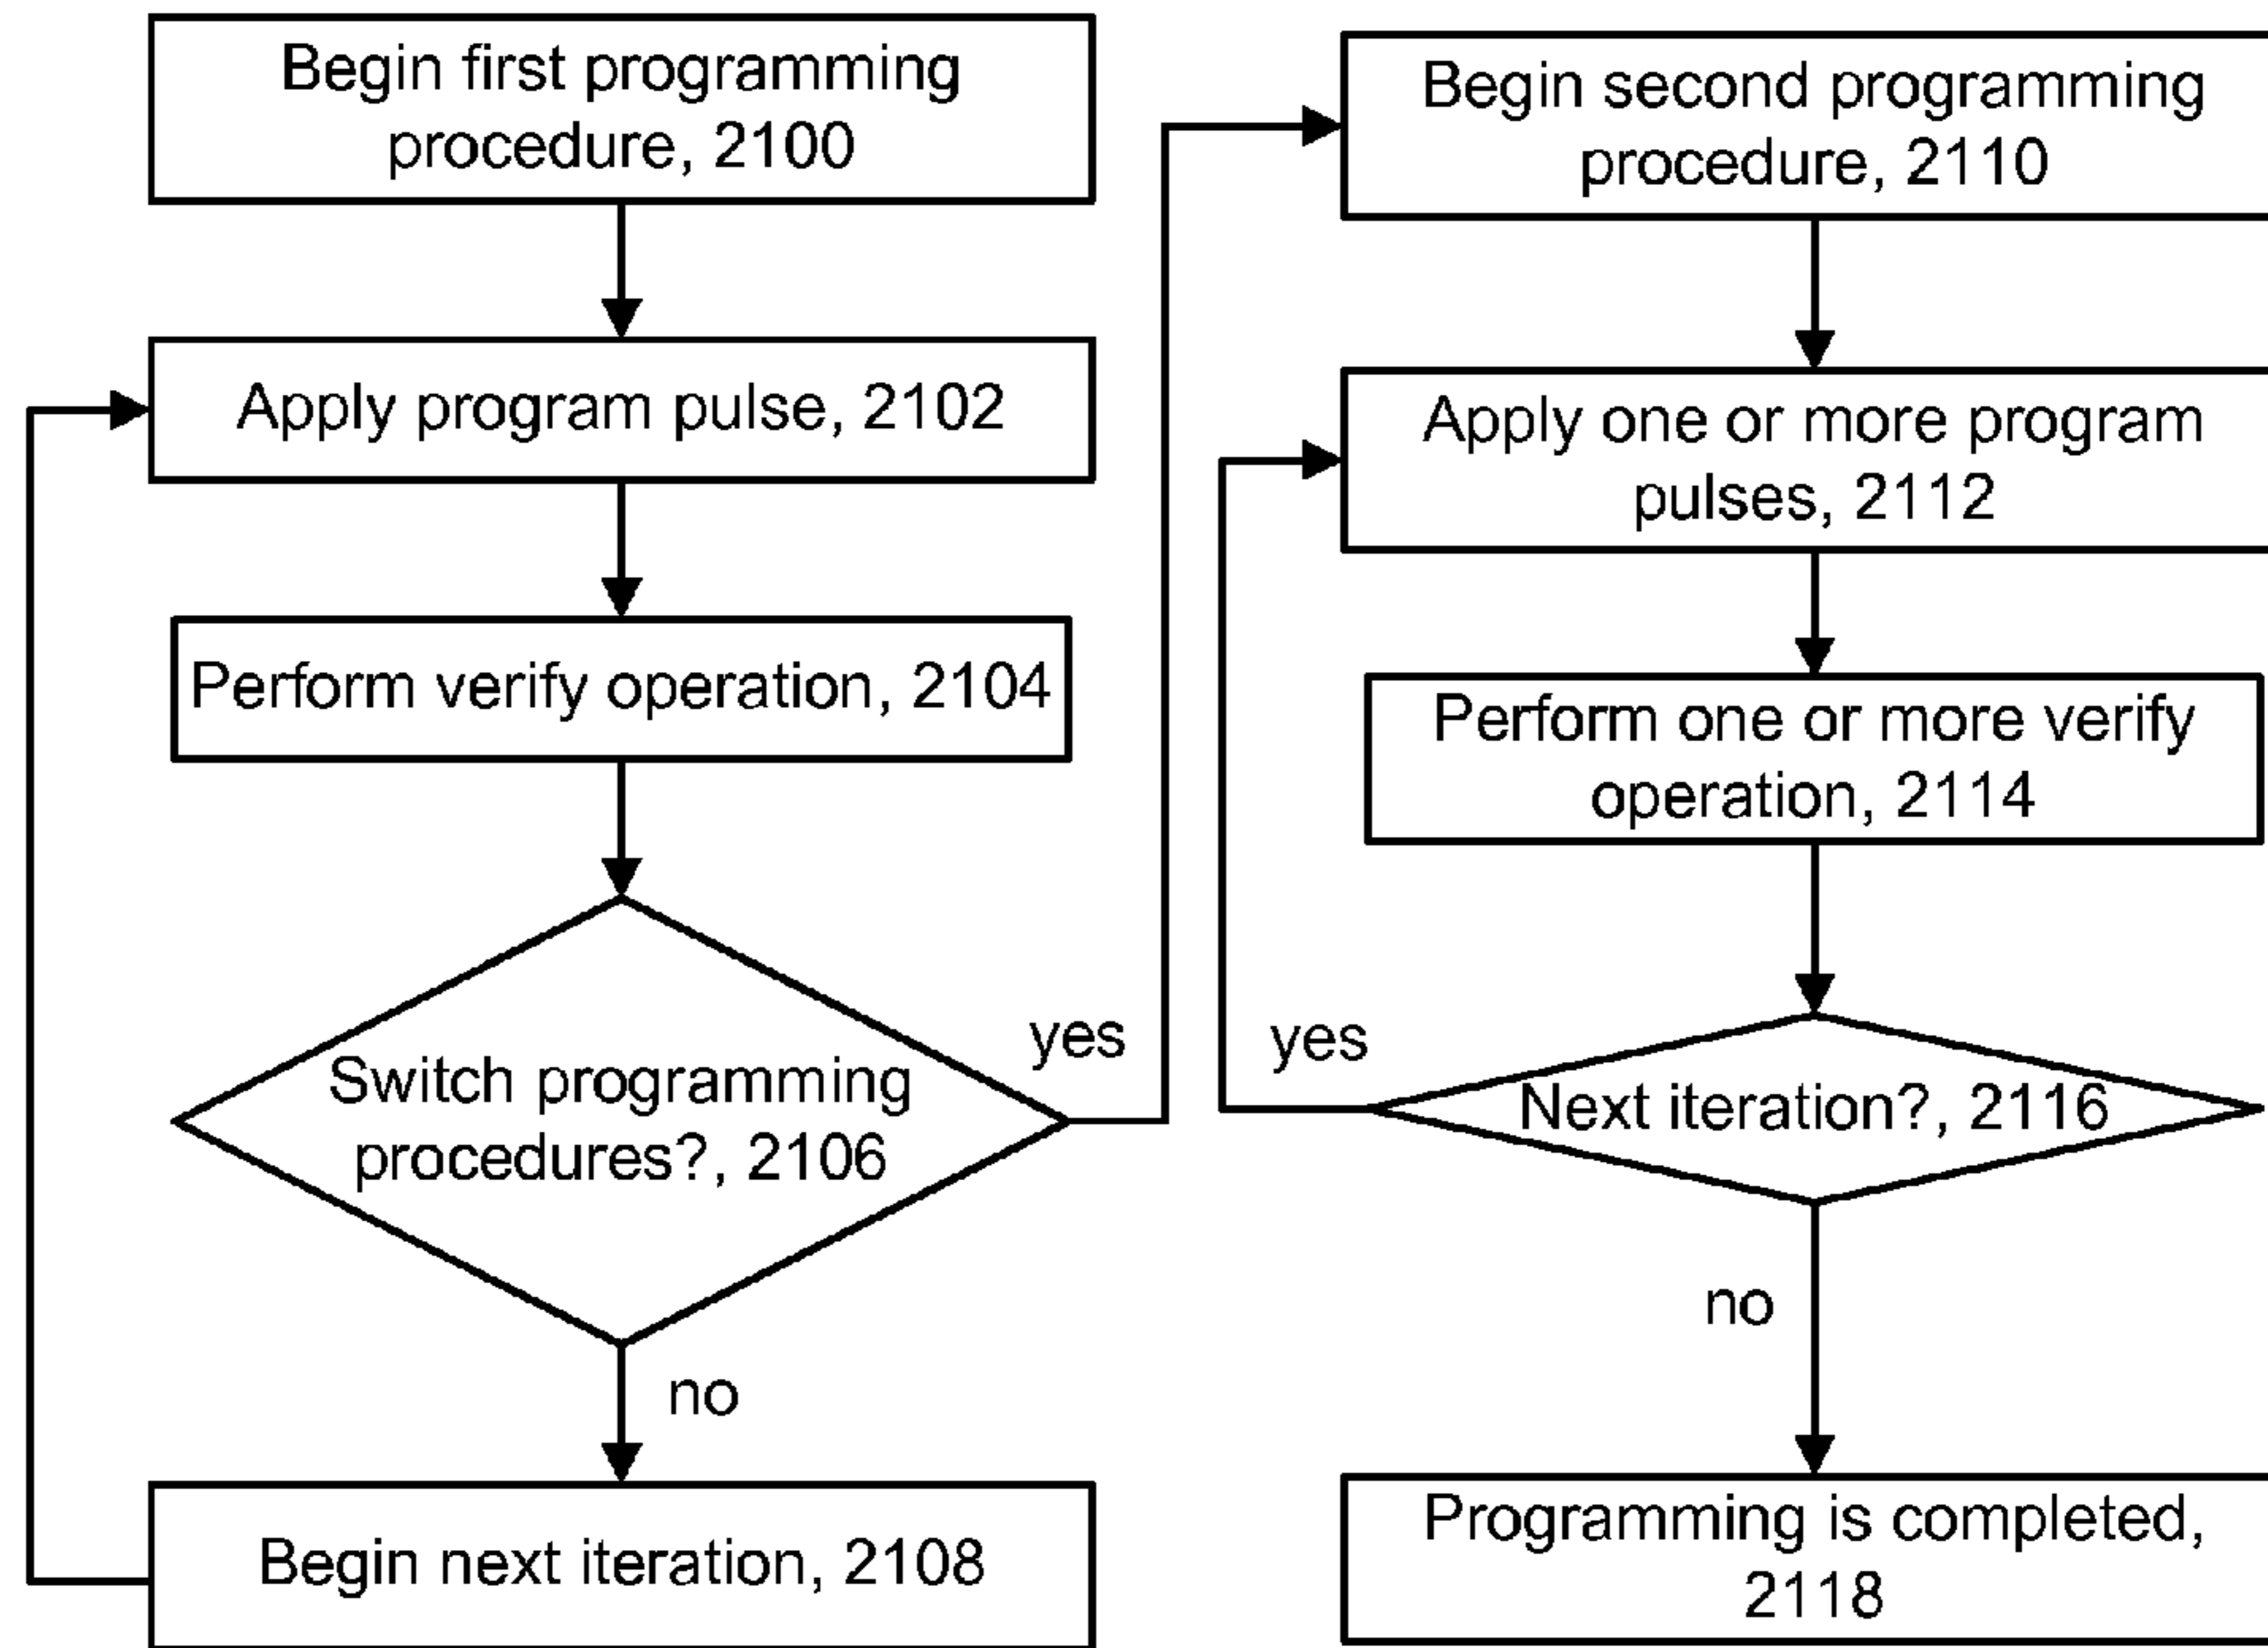 Begin first programming
procedure, 2100
Apply program pulse, 2102
Perform verify operation, 2104
Switch programming
procedures?, 2106
yes
no
Begin next iteration, 2108
Begin second programming
procedure, 2110
Apply one or more program
pulses, 2112
Perform one or more verify
operation, 2114
Next iteration?, 2116
yes
no
Programming is completed,
2118